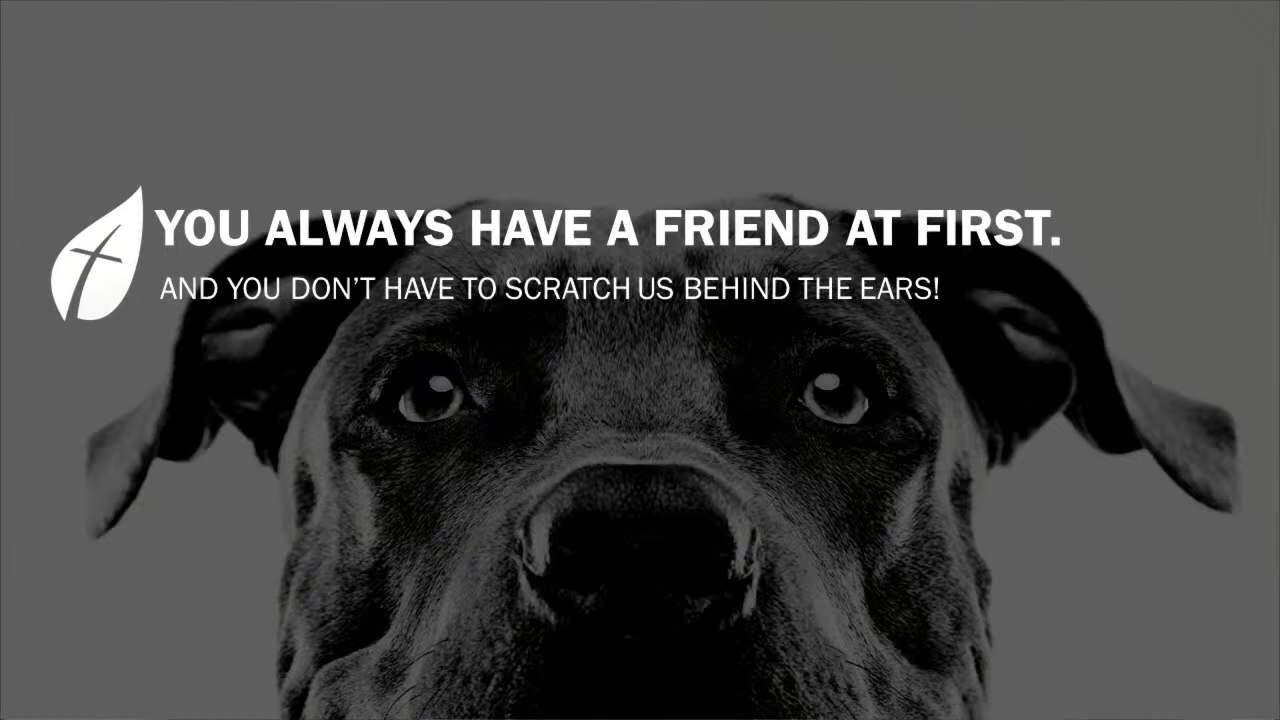 YOU ALWAYS HAVE A FRIEND AT FIRST.
AND YOU DON'T HAVE TO SCRATCH US BEHIND THE EARS!